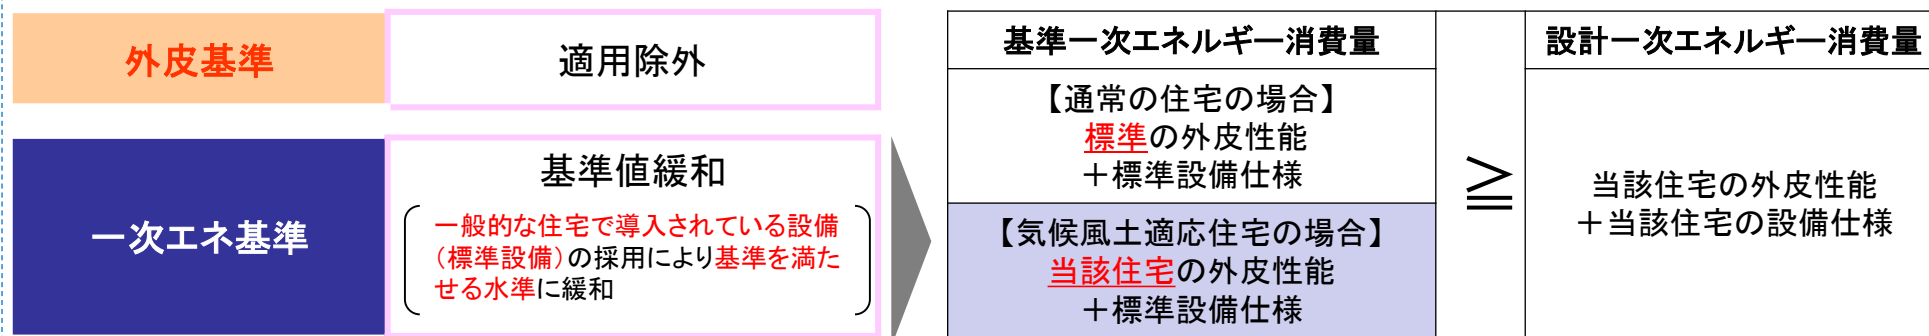 外皮基準
適用除外
一次エネ基準
基準値緩和
一般的な住宅で導入されている設備
（標準設備）の採用により基準を満た
せる水準に緩和
基準一次エネルギー消費量
【通常の住宅の場合】
標準の外皮性能
＋標準設備仕様
【気候風土適応住宅の場合】
当該住宅の外皮性能
＋標準設備仕様
≧
設計一次エネルギー消費量
当該住宅の外皮性能
＋当該住宅の設備仕様